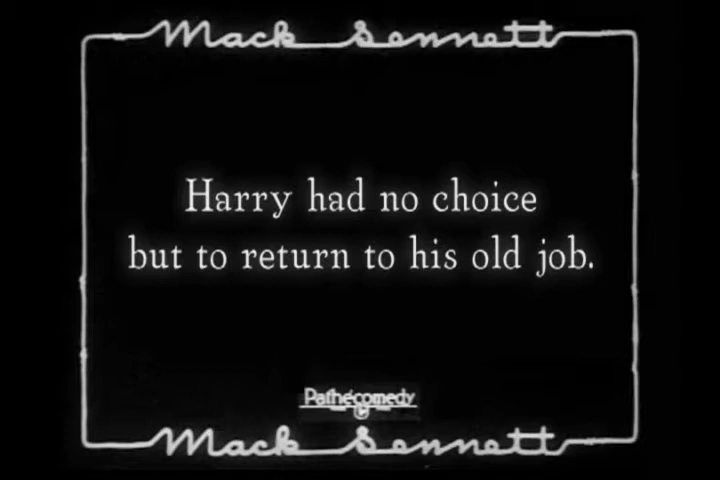 Mack Sennett
Harry had no choice
but to return to his old job.
Pathécomedy
Mack Sennett